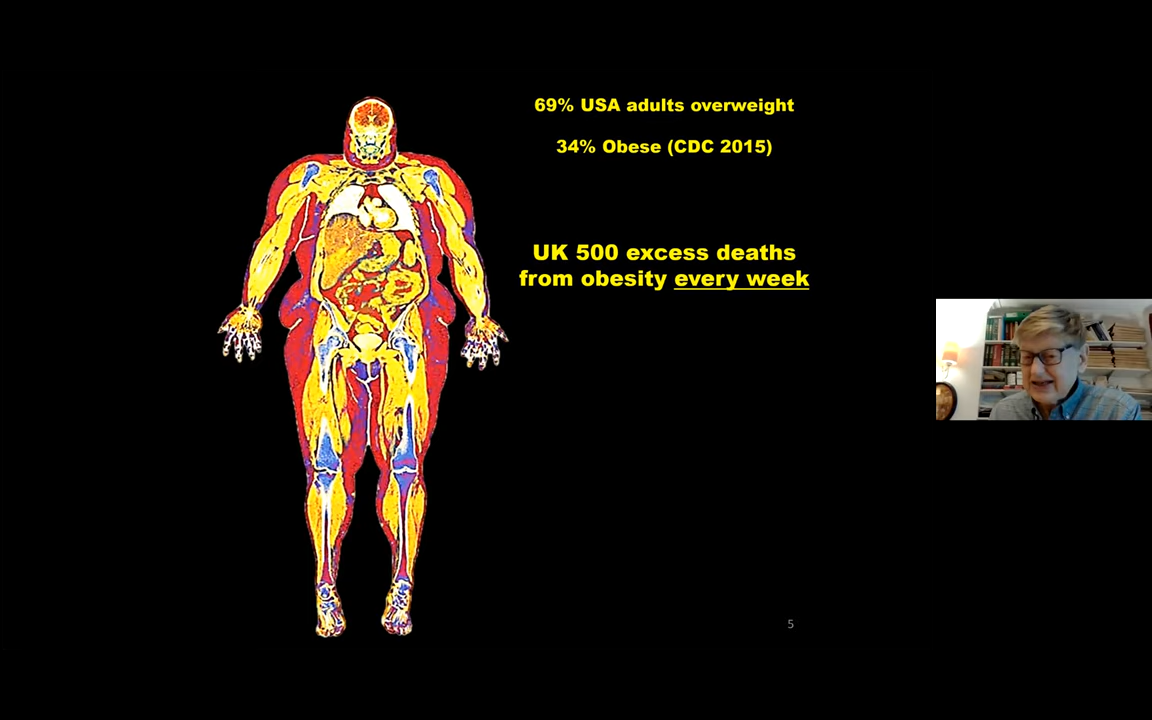 69% USA adults overweight
34% Obese (CDC 2015)
UK 500 excess deaths
from obesity every week
5